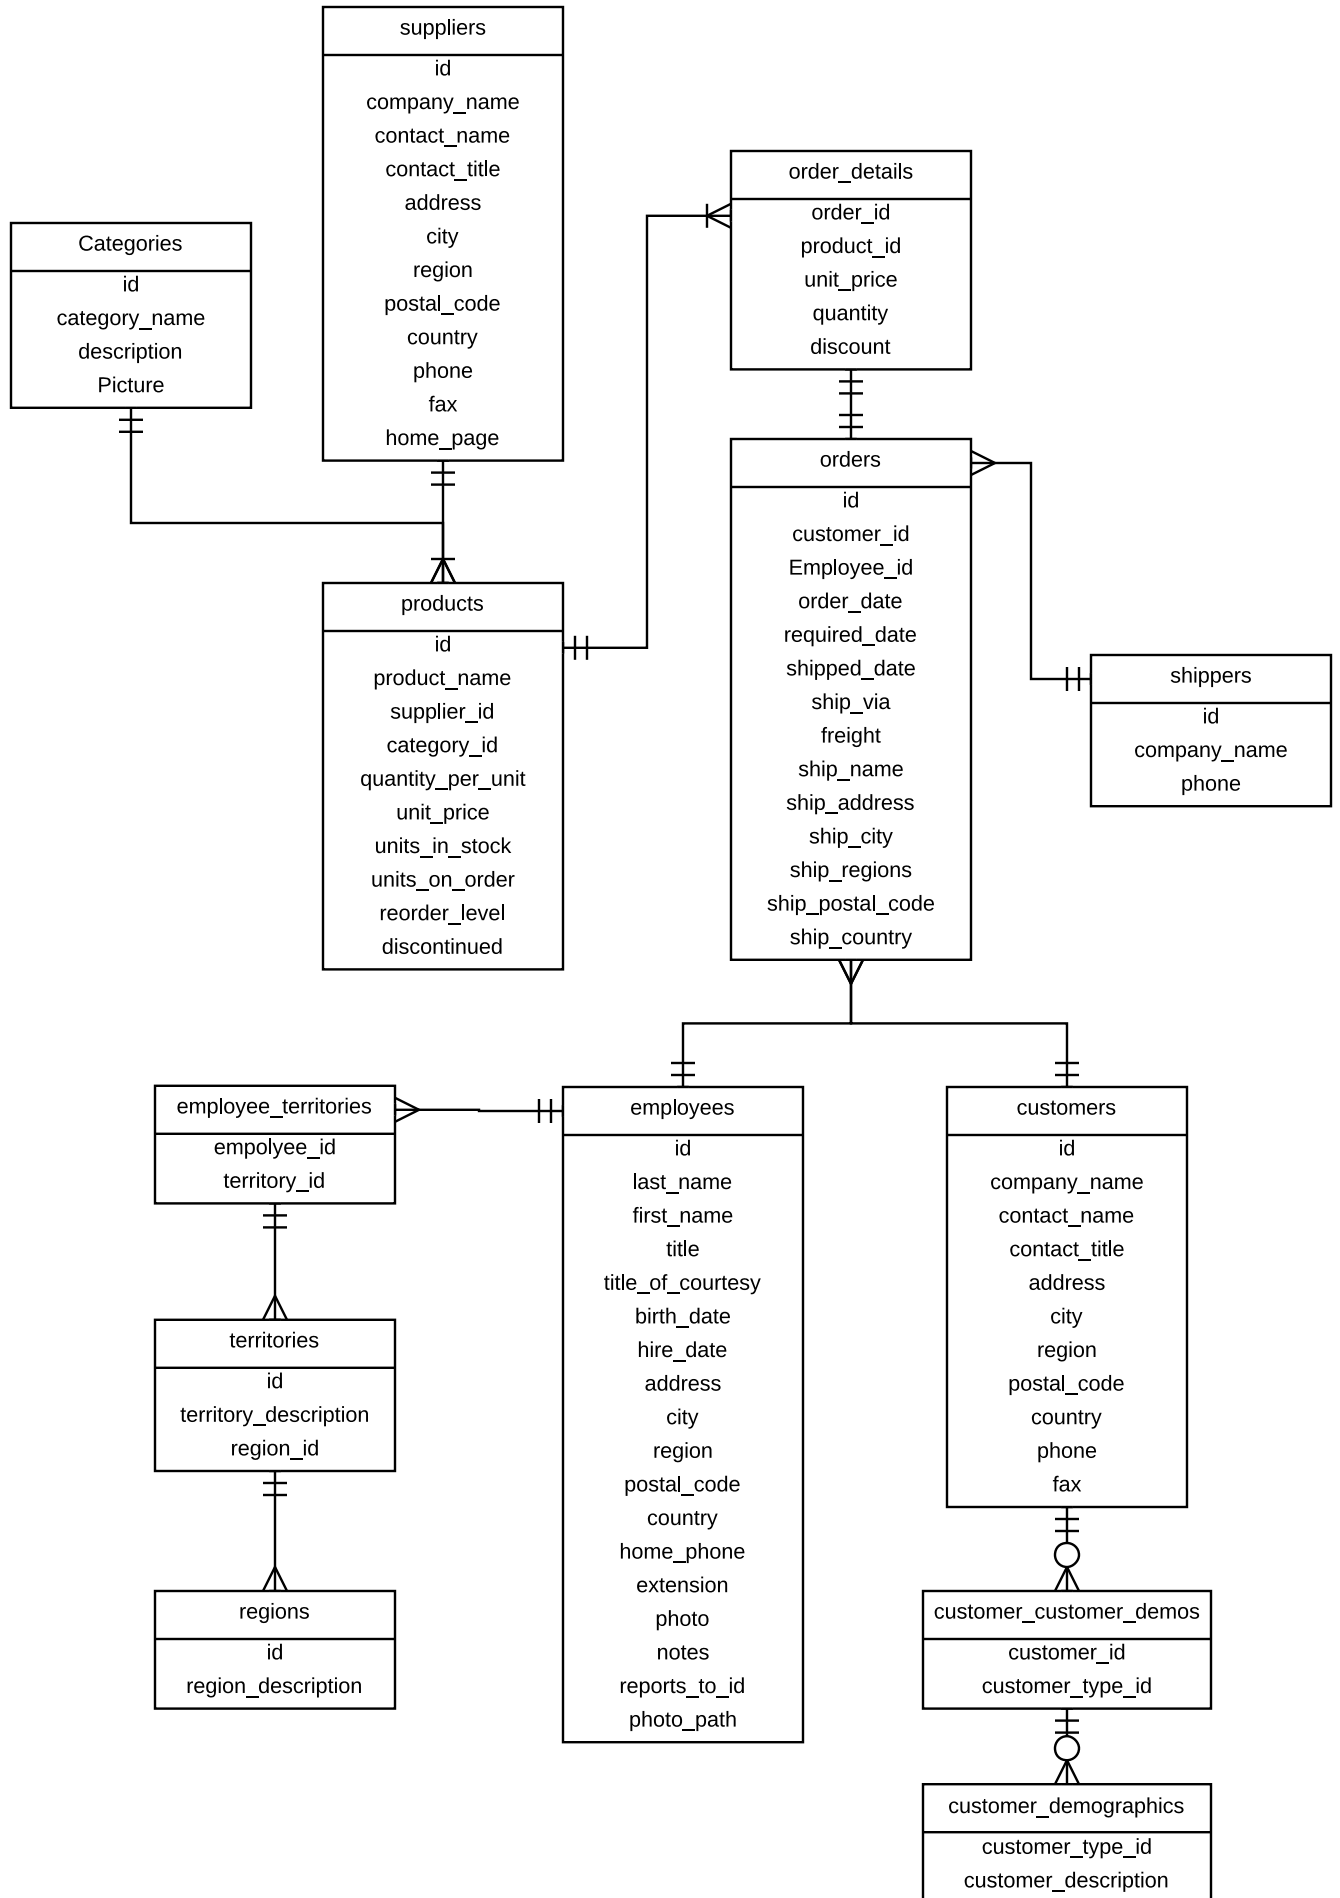 suppliers
id
company_name
contact_name
contact_title
address
city
region
postal_code
country
phone
fax
home_page
Categories
id
category_name
description
Picture
order_details
order_id
product_id
unit_price
quantity
discount
orders
id
customer_id
Employee_id
order_date
required_date
shipped_date
ship_via
freight
ship_name
ship_address
ship_city
ship_regions
ship_postal_code
ship_country
products
id
product_name
supplier_id
category_id
quantity_per_unit
unit_price
units_in_stock
units_on_order
reorder_level
discontinued
shippers
id
company_name
phone
employee_territories
empolyee_id
territory_id
territories
id
territory_description
region_id
regions
id
region_description
employees
id
last_name
first_name
title
title_of_courtesy
birth_date
hire_date
address
city
region
postal_code
country
home_phone
extension
photo
notes
reports_to_id
photo_path
customers
id
company_name
contact_name
contact_title
address
city
region
postal_code
country
phone
fax
customer_customer_demos
customer_id
customer_type_id
customer_demographics
customer_type_id
customer_description